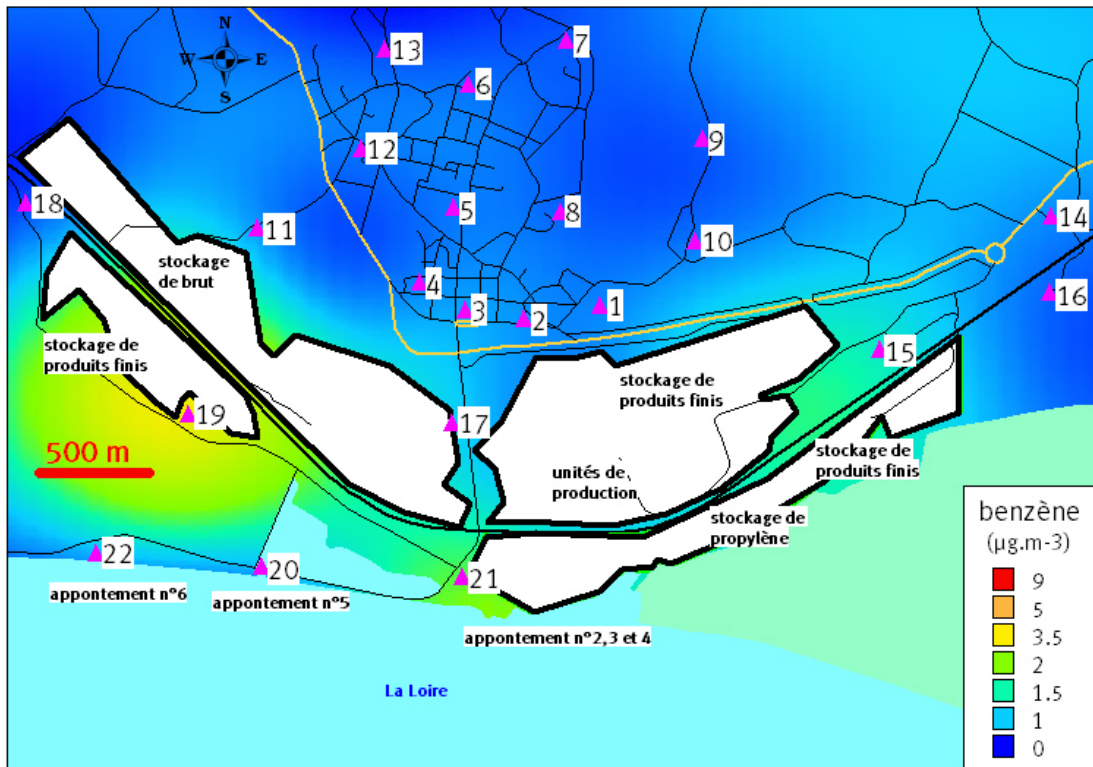 N
W E
S
13
7
6
9
12
18
5
8
14
11
10
stockage
de brut
4
16
3
1
2
stockage de
produits finis
15
stockage de
produits finis
19
17
500 m
stockage de
produits finis
unités de
production
stockage de
propylène
benzène
(µg.m-3)
9
5
3.5
2
1.5
1
0
22
20
21
appontement n°6
appontement n°5
appontement n°2,3 et 4
La Loire